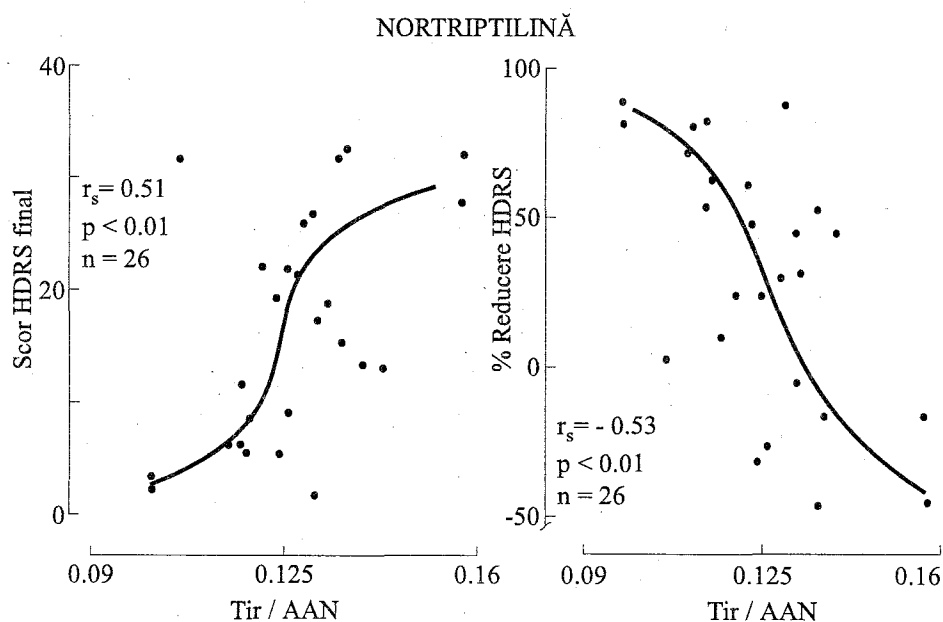 NORTRIPTILINĂ
Scor HDRS final
40
20
0
r_s = 0.51
p < 0.01
n = 26
0.09 0.125 0.16
Tir / AAN
% Reducere HDRS
100
50
0
-50
r_s = - 0.53
p < 0.01
n = 26
0.09 0.125 0.16
Tir / AAN